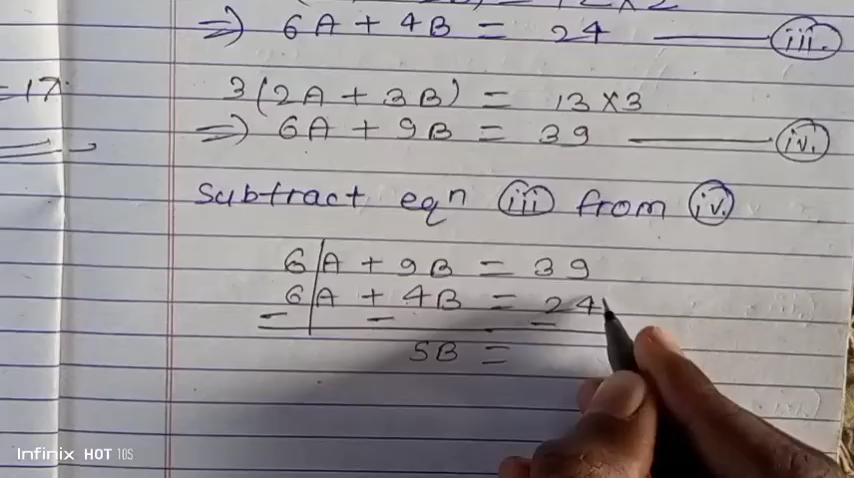 ⇒ 6A + 4B = 24 — iii.
= 17.
3(2A + 3B) = 13 × 3
⇒ 6A + 9B = 39 — iv.
Subtract eqn iii from iv.
6A + 9B = 39
6A + 4B = 24
− − −
5B =
Infinix HOT 10S